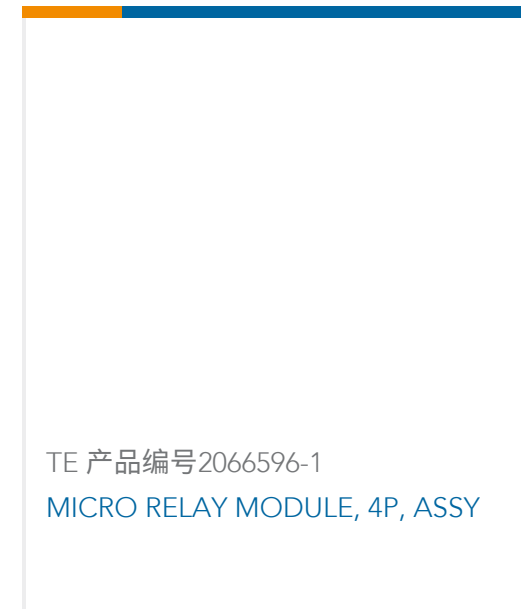 TE 产品编号2066596-1
MICRO RELAY MODULE, 4P, ASSY